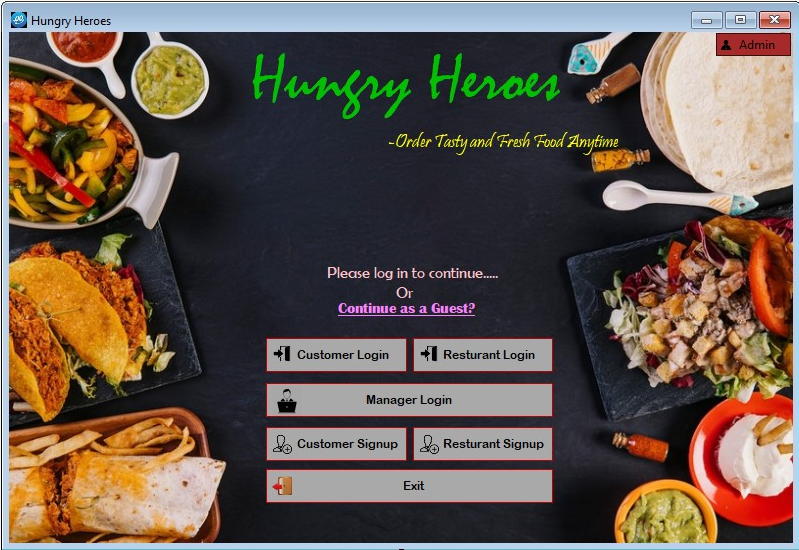 Hungry Heroes
Admin
Hungry Heroes
-Order Tasty and Fresh Food Anytime
Please log in to continue.....
Or
Continue as a Guest?
Customer Login
Resturant Login
Manager Login
Customer Signup
Resturant Signup
Exit